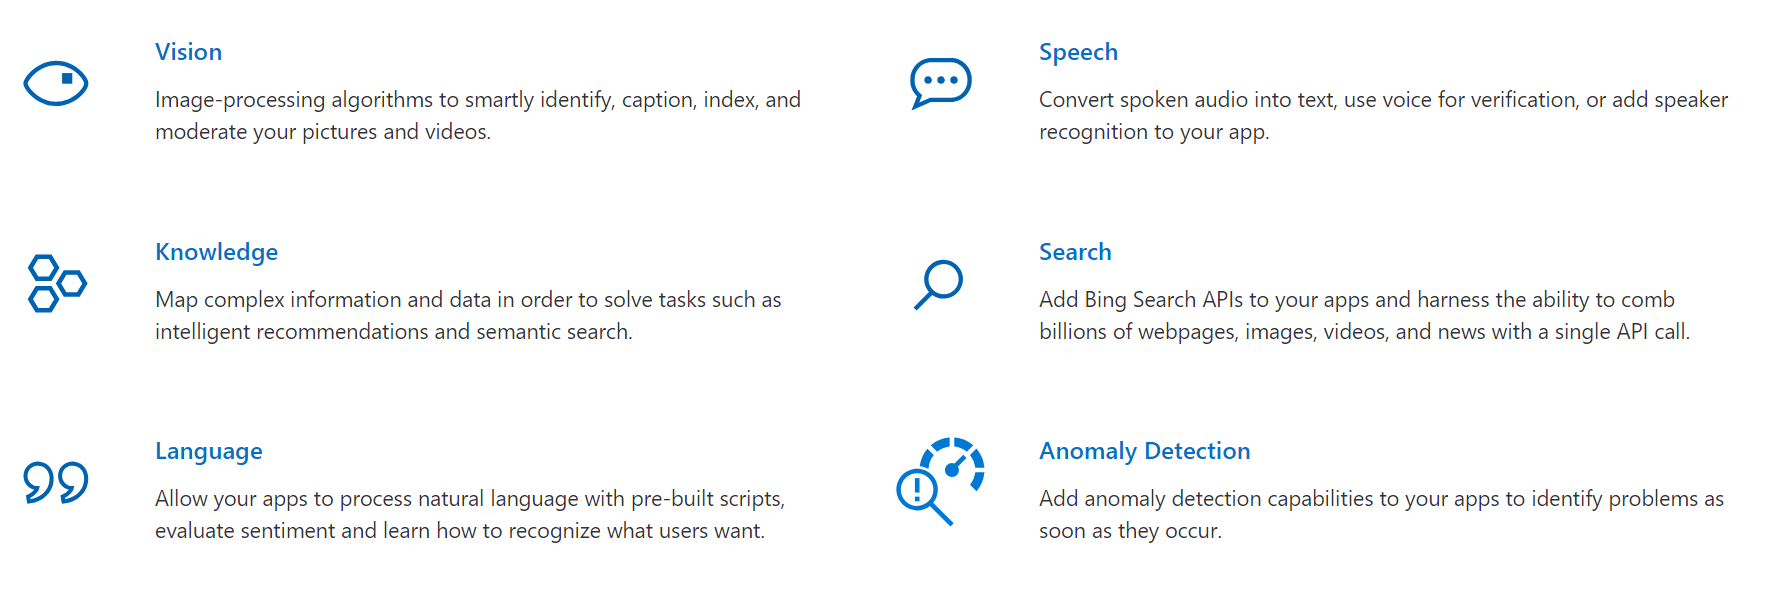 Vision
Image-processing algorithms to smartly identify, caption, index, and
moderate your pictures and videos.
Speech
Convert spoken audio into text, use voice for verification, or add speaker
recognition to your app.
Knowledge
Map complex information and data in order to solve tasks such as
intelligent recommendations and semantic search.
Search
Add Bing Search APIs to your apps and harness the ability to comb
billions of webpages, images, videos, and news with a single API call.
Language
Allow your apps to process natural language with pre-built scripts,
evaluate sentiment and learn how to recognize what users want.
Anomaly Detection
Add anomaly detection capabilities to your apps to identify problems as
soon as they occur.